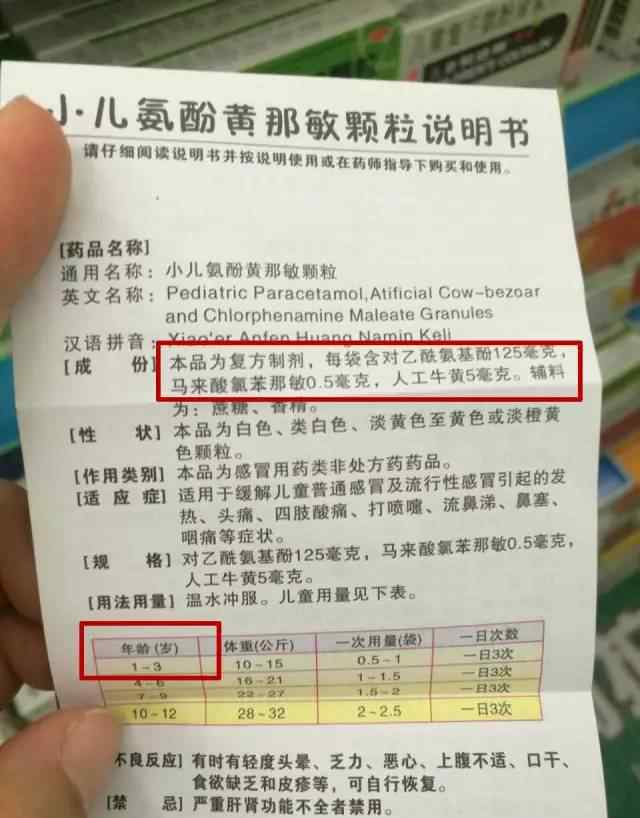 小儿氨酚黄那敏颗粒说明书
请仔细阅读说明书并按说明使用或在药师指导下购买和使用。
[药品名称]
通用名称：小儿氨酚黄那敏颗粒
英文名称：Pediatric Paracetamol,Atificial Cow-bezoar
and Chlorphenamine Maleate Granules
汉语拼音：Xiao'er Anfen Huang Namin Keli
[成 份] 本品为复方制剂，每袋含对乙酰氨基酚125毫克，
马来酸氯苯那敏0.5毫克，人工牛黄5毫克。辅料
为：蔗糖、香精。
[性 状] 本品为白色、类白色、淡黄色至黄色或淡橙黄
色颗粒。
[作用类别] 本品为感冒用药类非处方药药品。
[适应症] 适用于缓解儿童普通感冒及流行性感冒引起的发
热、头痛、四肢酸痛、打喷嚏、流鼻涕、鼻塞、
咽痛等症状。
[规 格] 对乙酰氨基酚125毫克，马来酸氯苯那敏0.5毫克，
人工牛黄5毫克。
[用法用量] 温水冲服。儿童用量见下表。
年龄(岁) 体重(公斤) 一次用量(袋) 一日次数
1~3 10~15 0.5~1 一日3次
4~6 16~21 1~1.5 一日3次
7~9 22~27 1.5~2 一日3次
10~12 28~32 2~2.5 一日3次
不良反应] 有时有轻度头晕、乏力、恶心、上腹不适、口干、
食欲缺乏和皮疹等，可自行恢复。
[禁 忌] 严重肝肾功能不全者禁用。